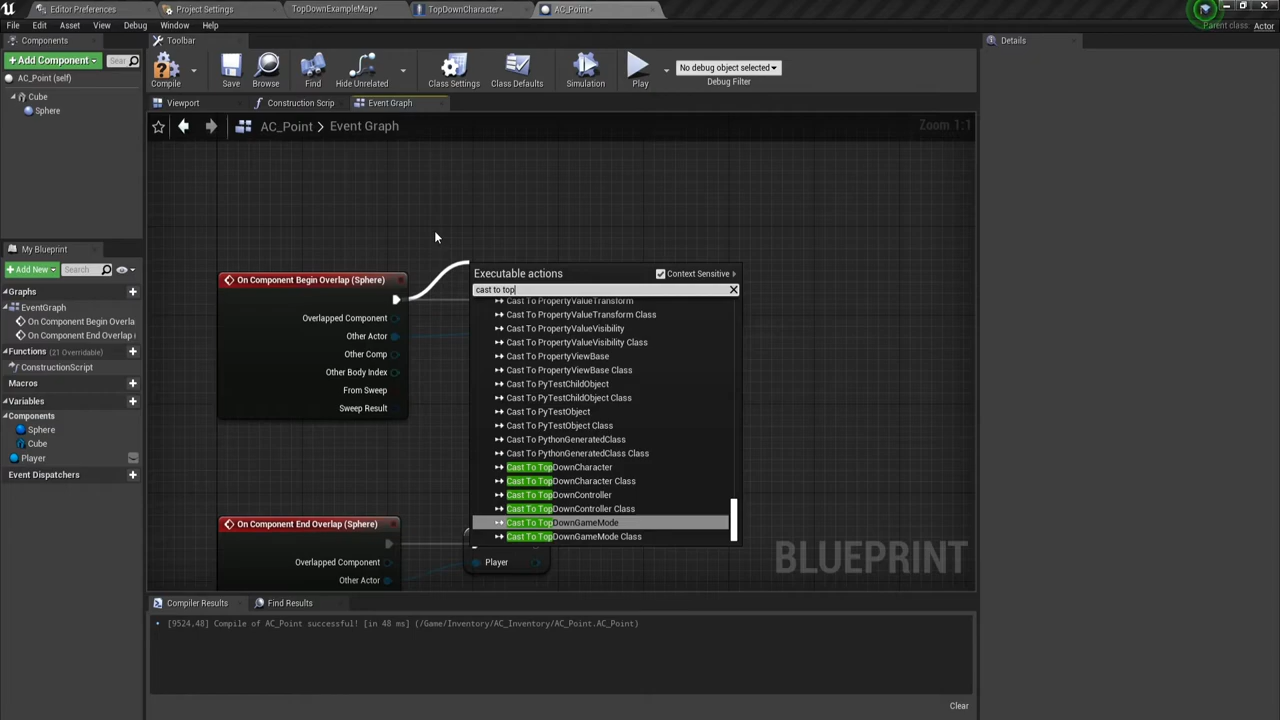 Editor Preferences
Project Settings
TopDownExampleMap*
TopDownCharacter*
AC_Point*
File Edit Asset View Debug Window Help
Parent class: Actor
Components
Toolbar
Details
+Add Component
Sear
AC_Point (self)
Cube
Sphere
Compile Save Browse Find Hide Unrelated Class Settings Class Defaults Simulation Play
No debug object selected
Debug Filter
Viewport
Construction Scrip
Event Graph
AC_Point > Event Graph
Zoom 1:1
My Blueprint
+Add New
Search
Graphs
EventGraph
On Component Begin Overla
On Component End Overlap (
Functions (21 Overridable)
ConstructionScript
Macros
Variables
Components
Sphere
Cube
Player
Event Dispatchers
On Component Begin Overlap (Sphere)
Overlapped Component
Other Actor
Other Comp
Other Body Index
From Sweep
Sweep Result
On Component End Overlap (Sphere)
Overlapped Component
Other Actor
Player
Executable actions
Context Sensitive
cast to top
Cast To PropertyValueTransform
Cast To PropertyValueTransform Class
Cast To PropertyValueVisibility
Cast To PropertyValueVisibility Class
Cast To PropertyViewBase
Cast To PropertyViewBase Class
Cast To PyTestChildObject
Cast To PyTestChildObject Class
Cast To PyTestObject
Cast To PyTestObject Class
Cast To PythonGeneratedClass
Cast To PythonGeneratedClass Class
Cast To TopDownCharacter
Cast To TopDownCharacter Class
Cast To TopDownController
Cast To TopDownController Class
Cast To TopDownGameMode
Cast To TopDownGameMode Class
BLUEPRINT
Compiler Results
Find Results
[9524.48] Compile of AC_Point successful! [in 48 ms] (/Game/Inventory/AC_Inventory/AC_Point.AC_Point)
Clear